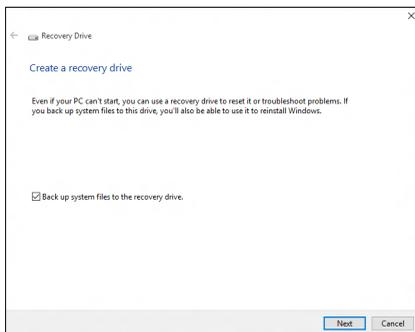 Recovery Drive
Create a recovery drive
Even if your PC can't start, you can use a recovery drive to reset it or troubleshoot problems. If
you back up system files to this drive, you'll also be able to use it to reinstall Windows.
Back up system files to the recovery drive.
Next Cancel